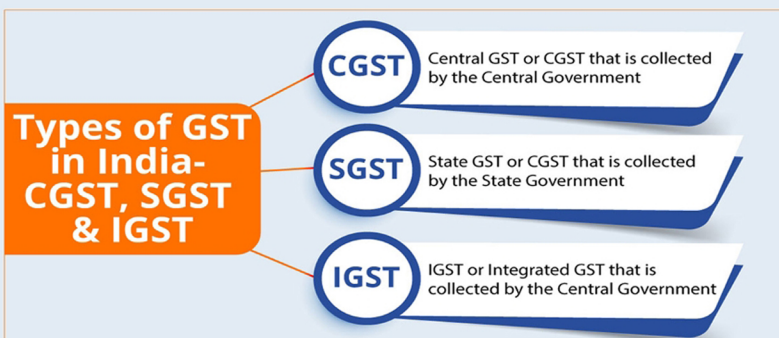 Types of GST
in India-
CGST, SGST
& IGST
CGST
Central GST or CGST that is collected
by the Central Government
SGST
State GST or CGST that is collected
by the State Government
IGST
IGST or Integrated GST that is
collected by the Central Government